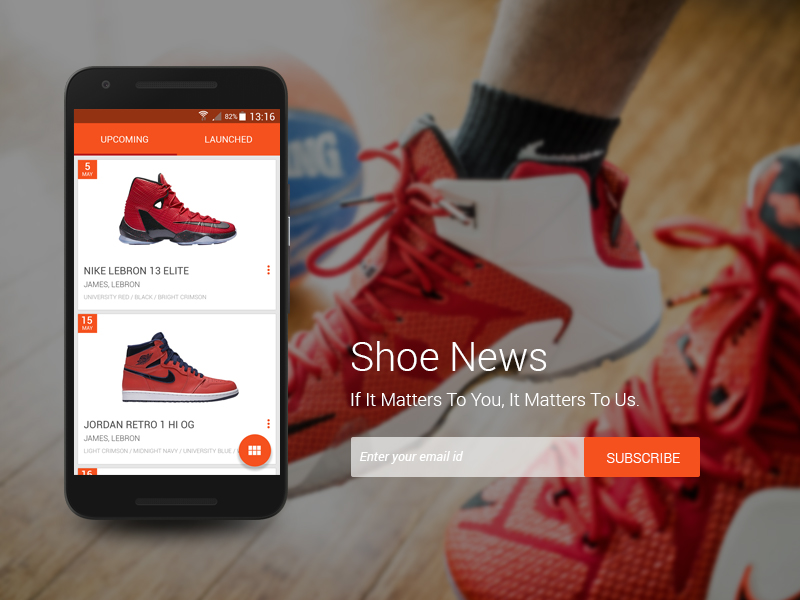 82% 13:16
UPCOMING LAUNCHED
5
MAY
NIKE LEBRON 13 ELITE
JAMES, LEBRON
UNIVERSITY RED / BLACK / BRIGHT CRIMSON
15
MAY
JORDAN RETRO 1 HI OG
JAMES, LEBRON
LIGHT CRIMSON / MIDNIGHT NAVY / UNIVERSITY BLUE /
16
Shoe News
If It Matters To You, It Matters To Us.
Enter your email id
SUBSCRIBE